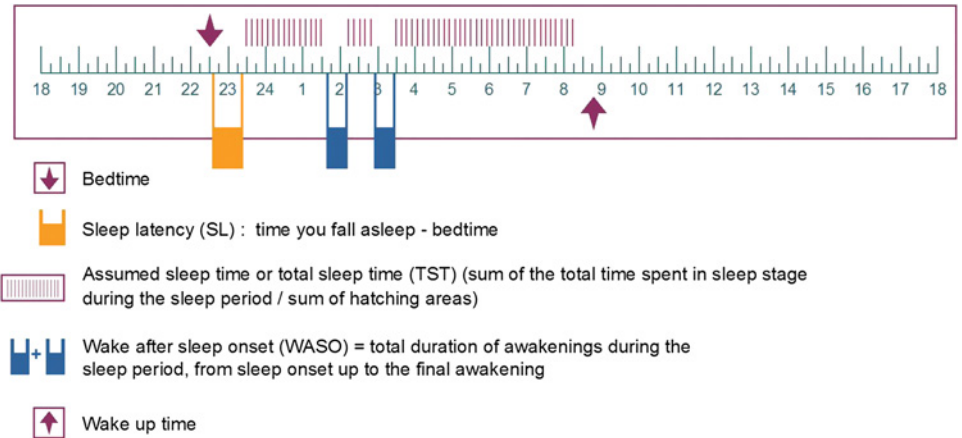 18 19 20 21 22 23 24 1 2 3 4 5 6 7 8 9 10 11 12 13 14 15 16 17 18
Bedtime
Sleep latency (SL) : time you fall asleep - bedtime
Assumed sleep time or total sleep time (TST) (sum of the total time spent in sleep stage
during the sleep period / sum of hatching areas)
+
Wake after sleep onset (WASO) = total duration of awakenings during the
sleep period, from sleep onset up to the final awakening
Wake up time